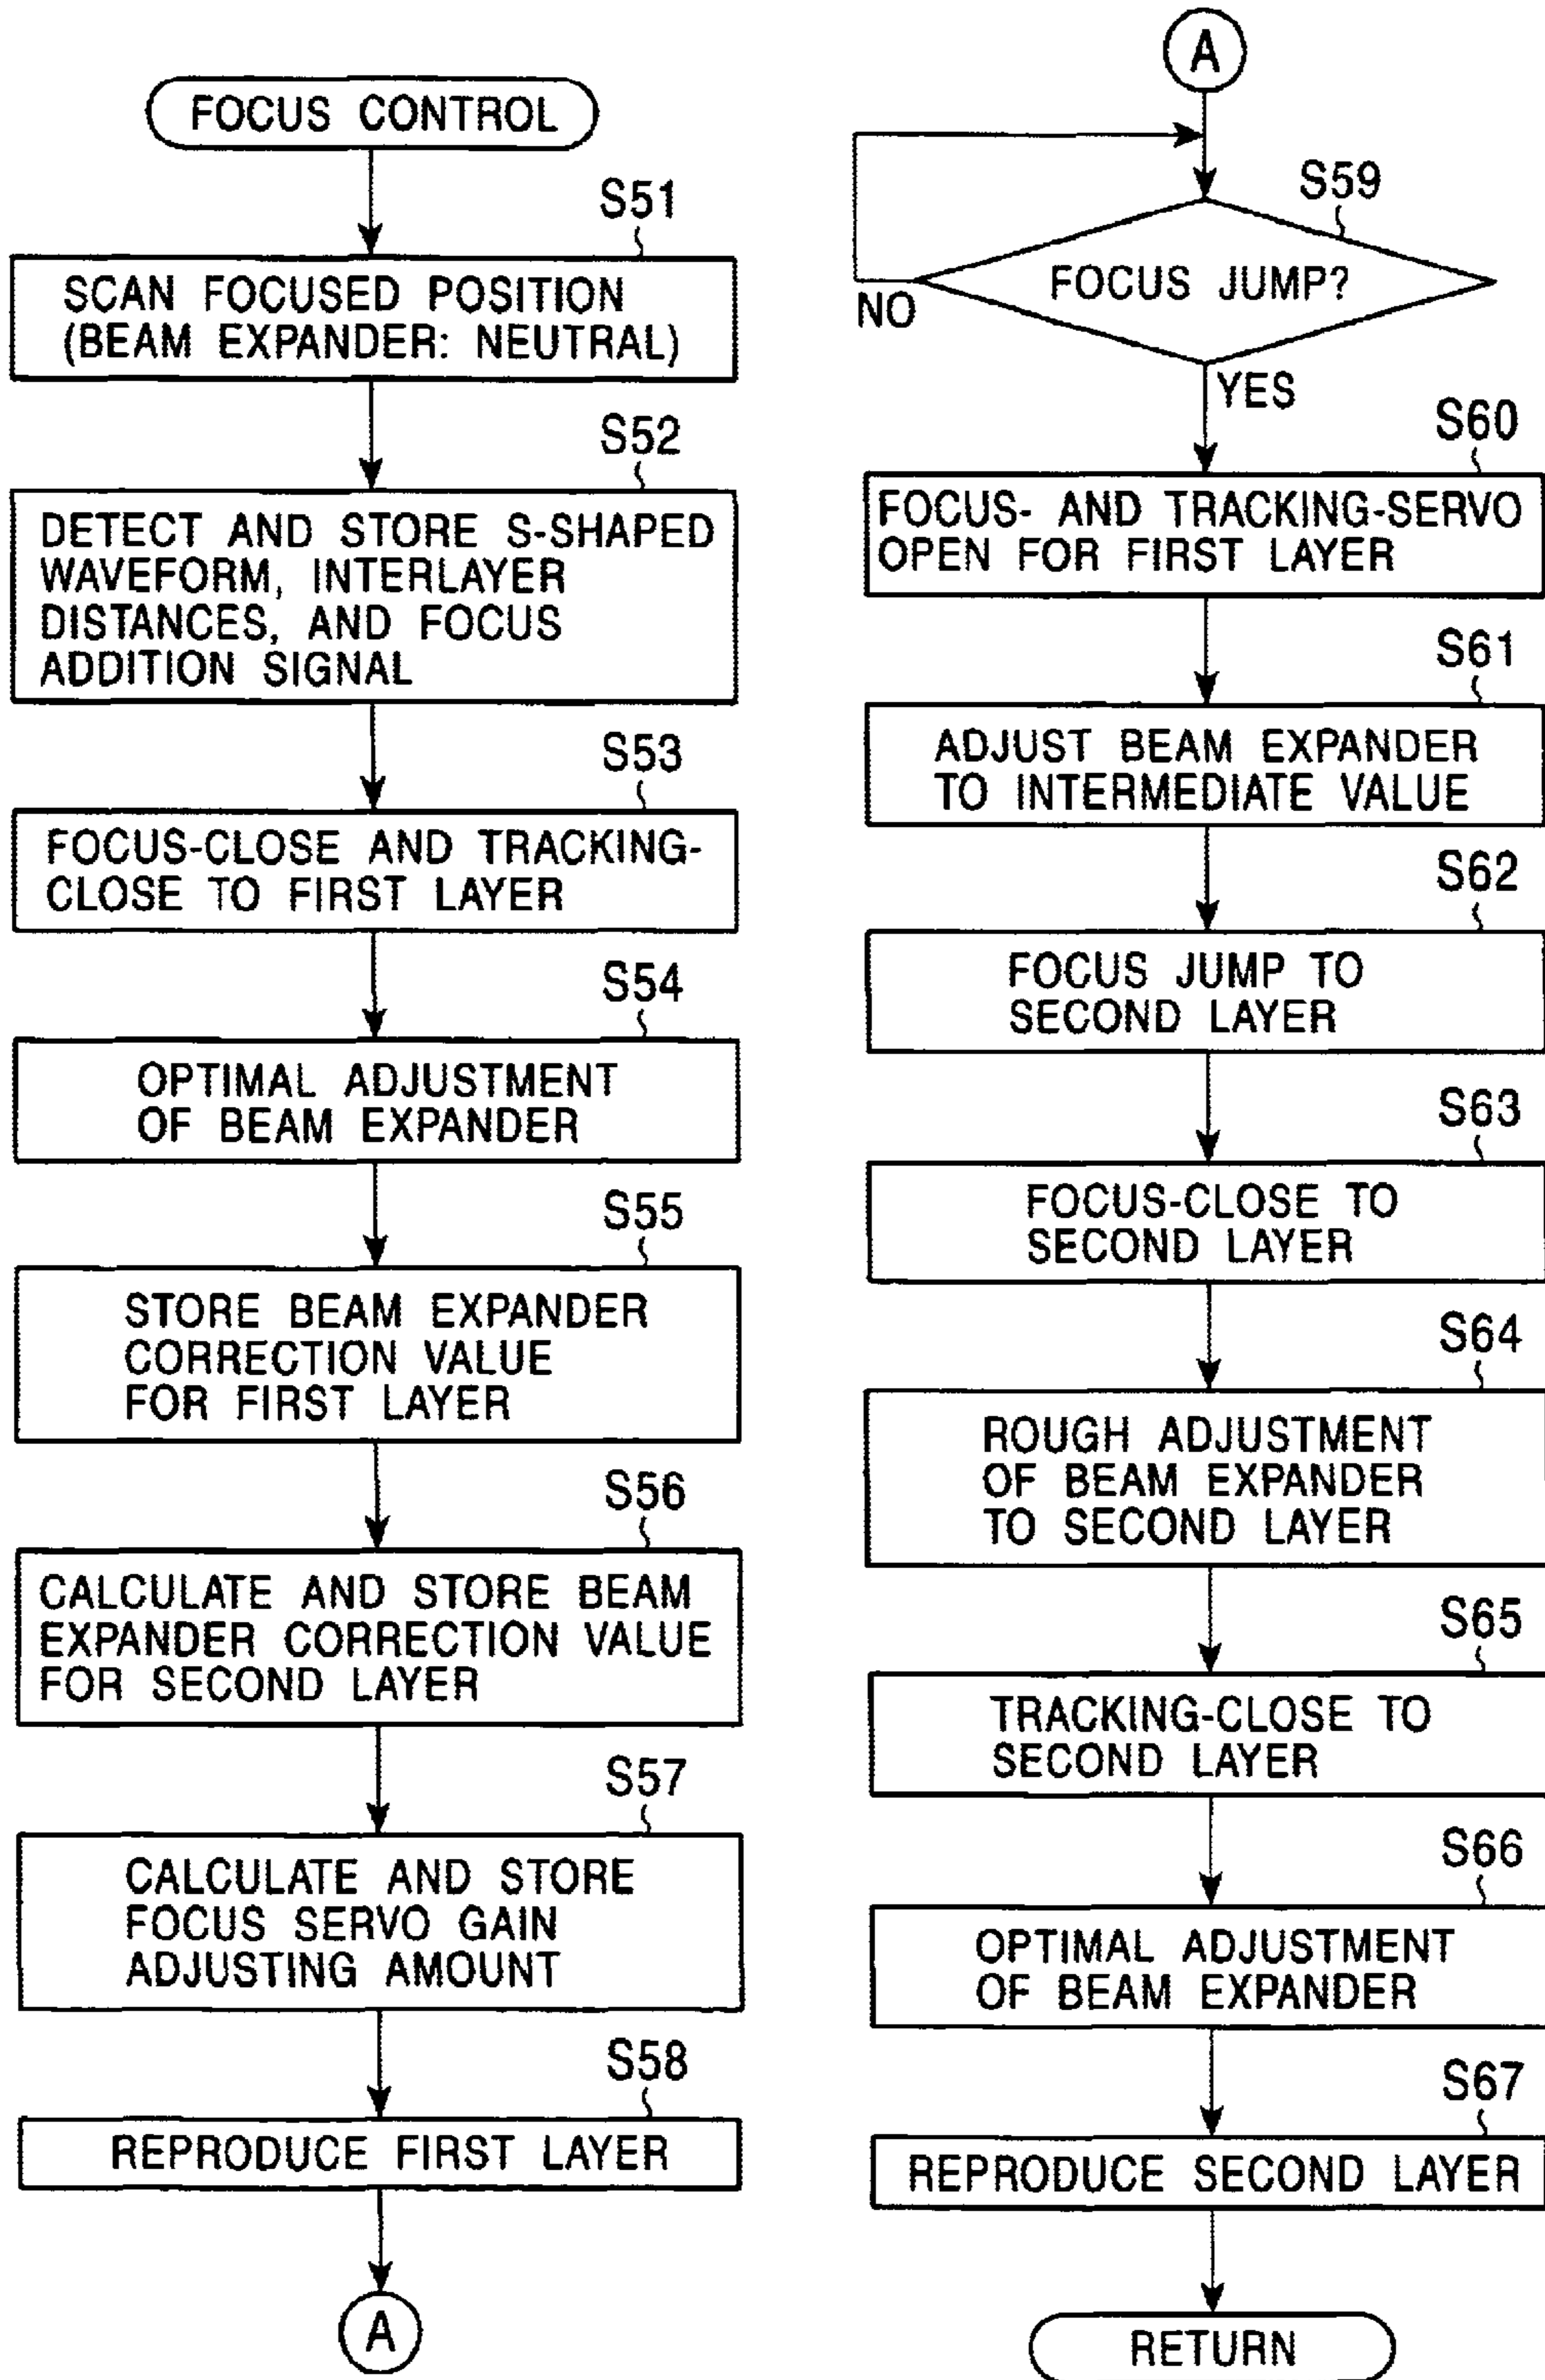 FOCUS CONTROL
S51
SCAN FOCUSED POSITION
(BEAM EXPANDER: NEUTRAL)
S52
DETECT AND STORE S-SHAPED
WAVEFORM, INTERLAYER
DISTANCES, AND FOCUS
ADDITION SIGNAL
S53
FOCUS-CLOSE AND TRACKING-
CLOSE TO FIRST LAYER
S54
OPTIMAL ADJUSTMENT
OF BEAM EXPANDER
S55
STORE BEAM EXPANDER
CORRECTION VALUE
FOR FIRST LAYER
S56
CALCULATE AND STORE BEAM
EXPANDER CORRECTION VALUE
FOR SECOND LAYER
S57
CALCULATE AND STORE
FOCUS SERVO GAIN
ADJUSTING AMOUNT
S58
REPRODUCE FIRST LAYER
A
A
S59
FOCUS JUMP?
NO
YES
S60
FOCUS- AND TRACKING-SERVO
OPEN FOR FIRST LAYER
S61
ADJUST BEAM EXPANDER
TO INTERMEDIATE VALUE
S62
FOCUS JUMP TO
SECOND LAYER
S63
FOCUS-CLOSE TO
SECOND LAYER
S64
ROUGH ADJUSTMENT
OF BEAM EXPANDER
TO SECOND LAYER
S65
TRACKING-CLOSE TO
SECOND LAYER
S66
OPTIMAL ADJUSTMENT
OF BEAM EXPANDER
S67
REPRODUCE SECOND LAYER
RETURN